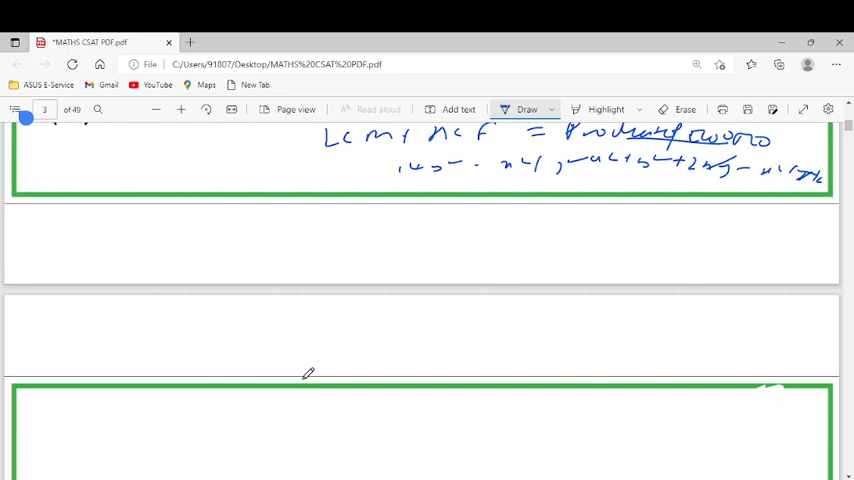 *MATHS CSAT PDF.pdf
File C:/Users/91807/Desktop/MATHS%20CSAT%20PDF.pdf
ASUS E-Service Gmail YouTube Maps New Tab
3 of 49 Page view Read aloud Add text Draw Highlight Erase
LCM HCF = Product of two no